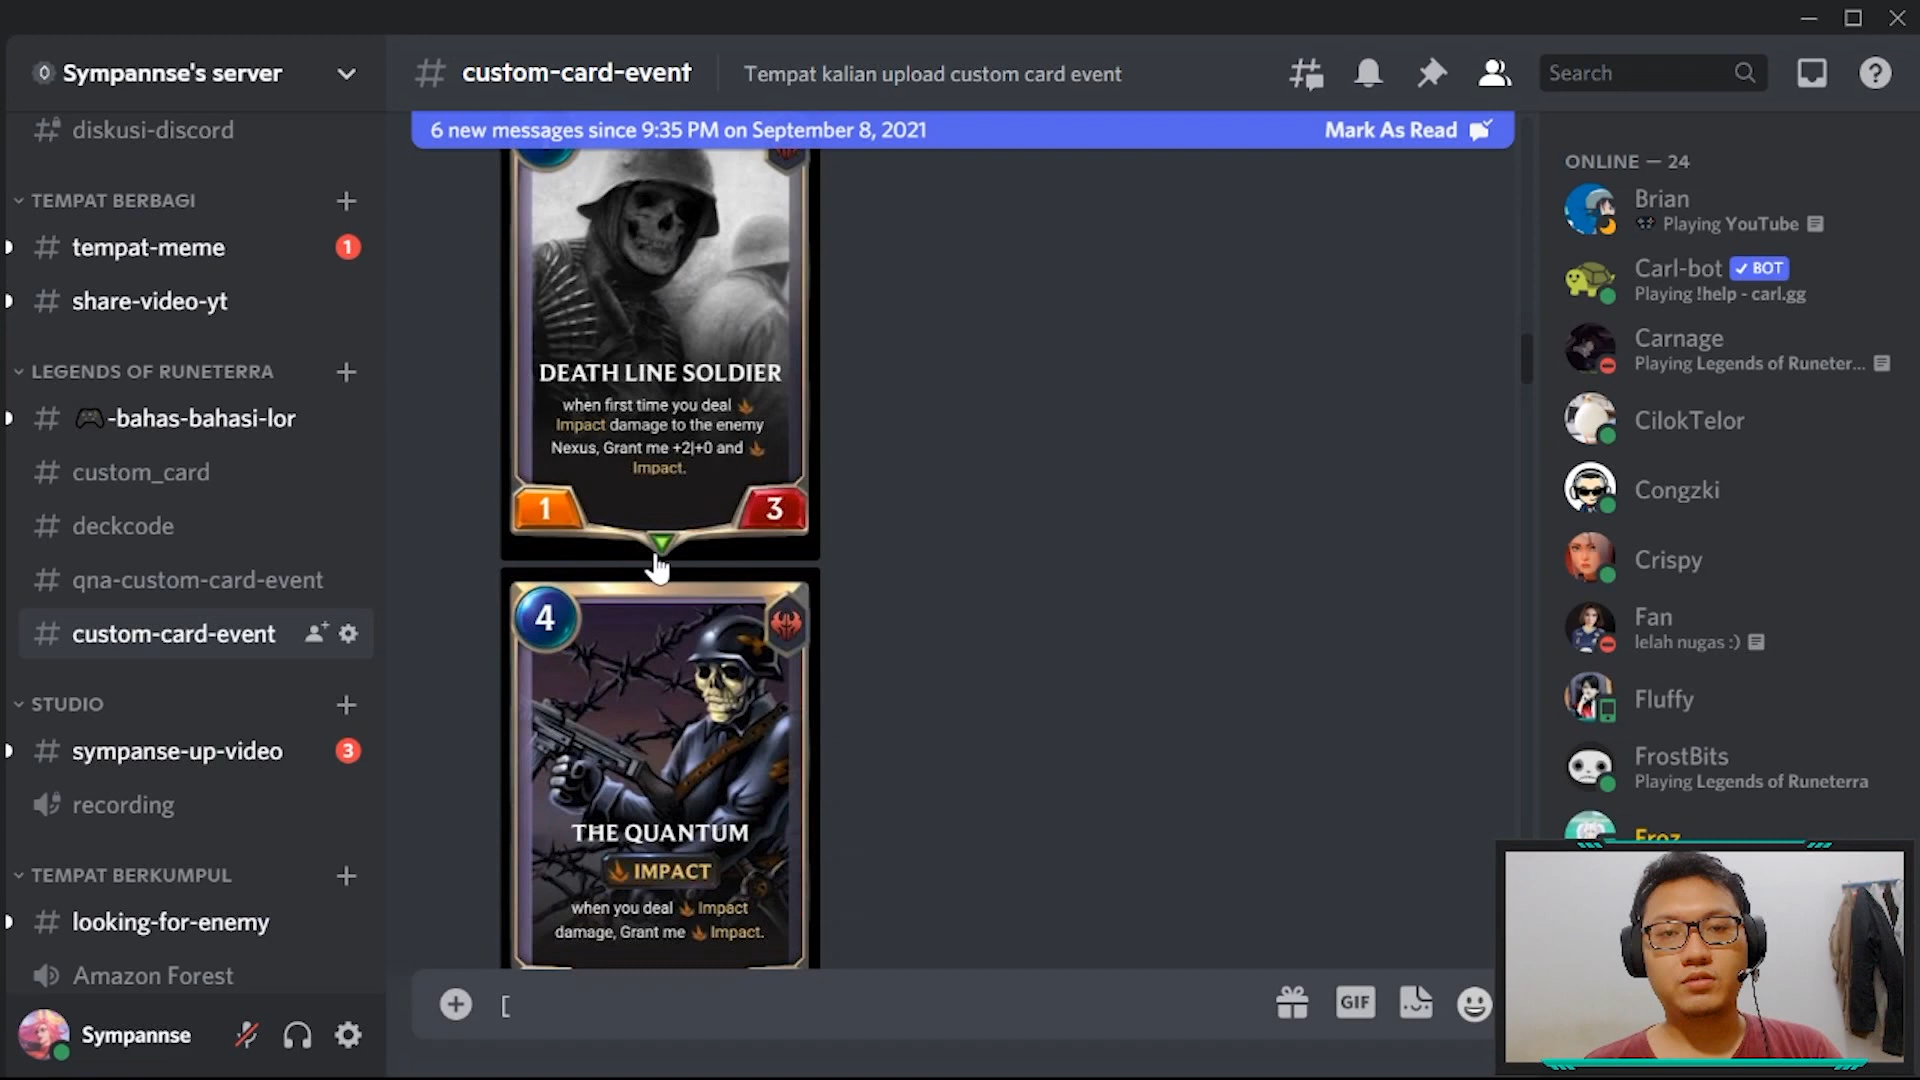 Sympannse's server
custom-card-event
Tempat kalian upload custom card event
Search
diskusi-discord
TEMPAT BERBAGI
tempat-meme
1
share-video-yt
LEGENDS OF RUNETERRA
-bahas-bahasi-lor
custom_card
deckcode
qna-custom-card-event
custom-card-event
STUDIO
sympanse-up-video
3
recording
TEMPAT BERKUMPUL
looking-for-enemy
Amazon Forest
Sympannse
6 new messages since 9:35 PM on September 8, 2021
Mark As Read
DEATH LINE SOLDIER
when first time you deal
Impact damage to the enemy
Nexus, Grant me +2|+0 and
Impact.
1
3
4
THE QUANTUM
IMPACT
when you deal Impact
damage, Grant me Impact.
[
GIF
ONLINE — 24
Brian
Playing YouTube
Carl-bot
BOT
Playing !help - carl.gg
Carnage
Playing Legends of Runeter...
CilokTelor
Congzki
Crispy
Fan
lelah nugas :)
Fluffy
FrostBits
Playing Legends of Runeterra
Froz